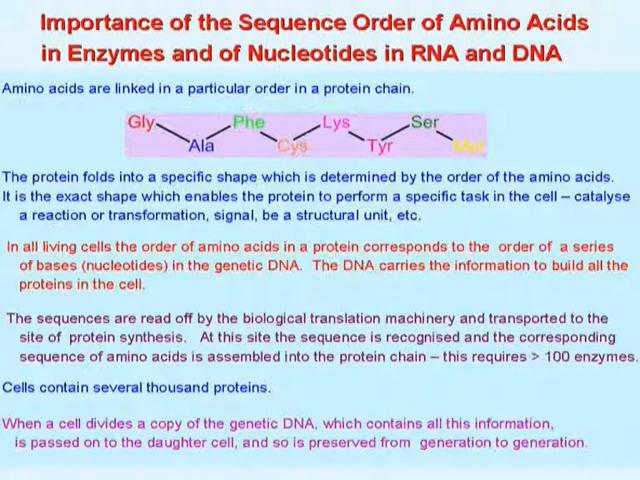 Importance of the Sequence Order of Amino Acids
in Enzymes and of Nucleotides in RNA and DNA
Amino acids are linked in a particular order in a protein chain.
Gly Phe Lys Ser
Ala Cys Tyr Met
The protein folds into a specific shape which is determined by the order of the amino acids.
It is the exact shape which enables the protein to perform a specific task in the cell – catalyse
a reaction or transformation, signal, be a structural unit, etc.
In all living cells the order of amino acids in a protein corresponds to the order of a series
of bases (nucleotides) in the genetic DNA. The DNA carries the information to build all the
proteins in the cell.
The sequences are read off by the biological translation machinery and transported to the
site of protein synthesis. At this site the sequence is recognised and the corresponding
sequence of amino acids is assembled into the protein chain – this requires > 100 enzymes.
Cells contain several thousand proteins.
When a cell divides a copy of the genetic DNA, which contains all this information,
is passed on to the daughter cell, and so is preserved from generation to generation.